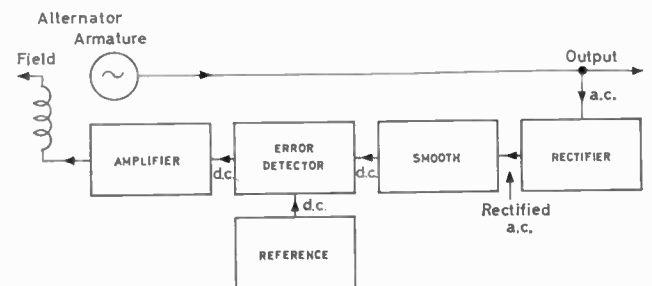 Alternator
Armature
Field
Output
a.c.
AMPLIFIER
d.c.
ERROR
DETECTOR
d.c.
SMOOTH
RECTIFIER
Rectified
a.c.
d.c.
REFERENCE